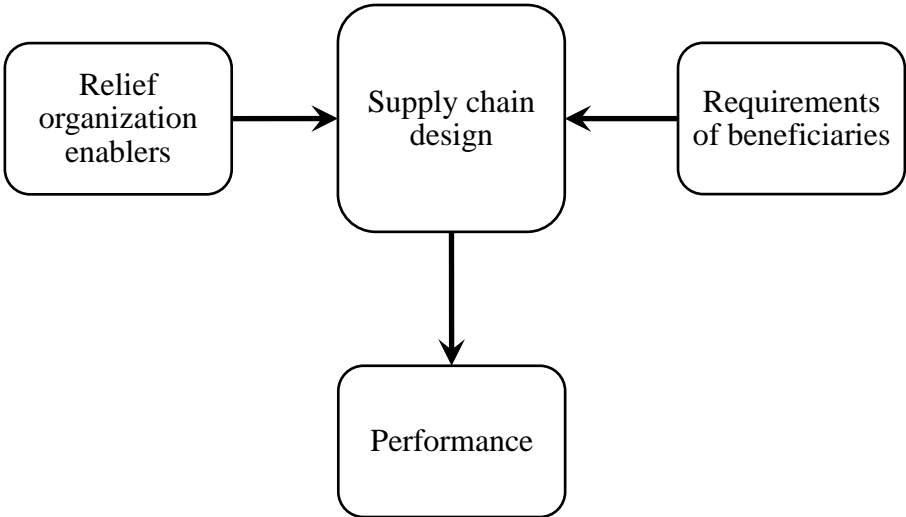 Relief
organization
enablers
Supply chain
design
Requirements
of beneficiaries
Performance